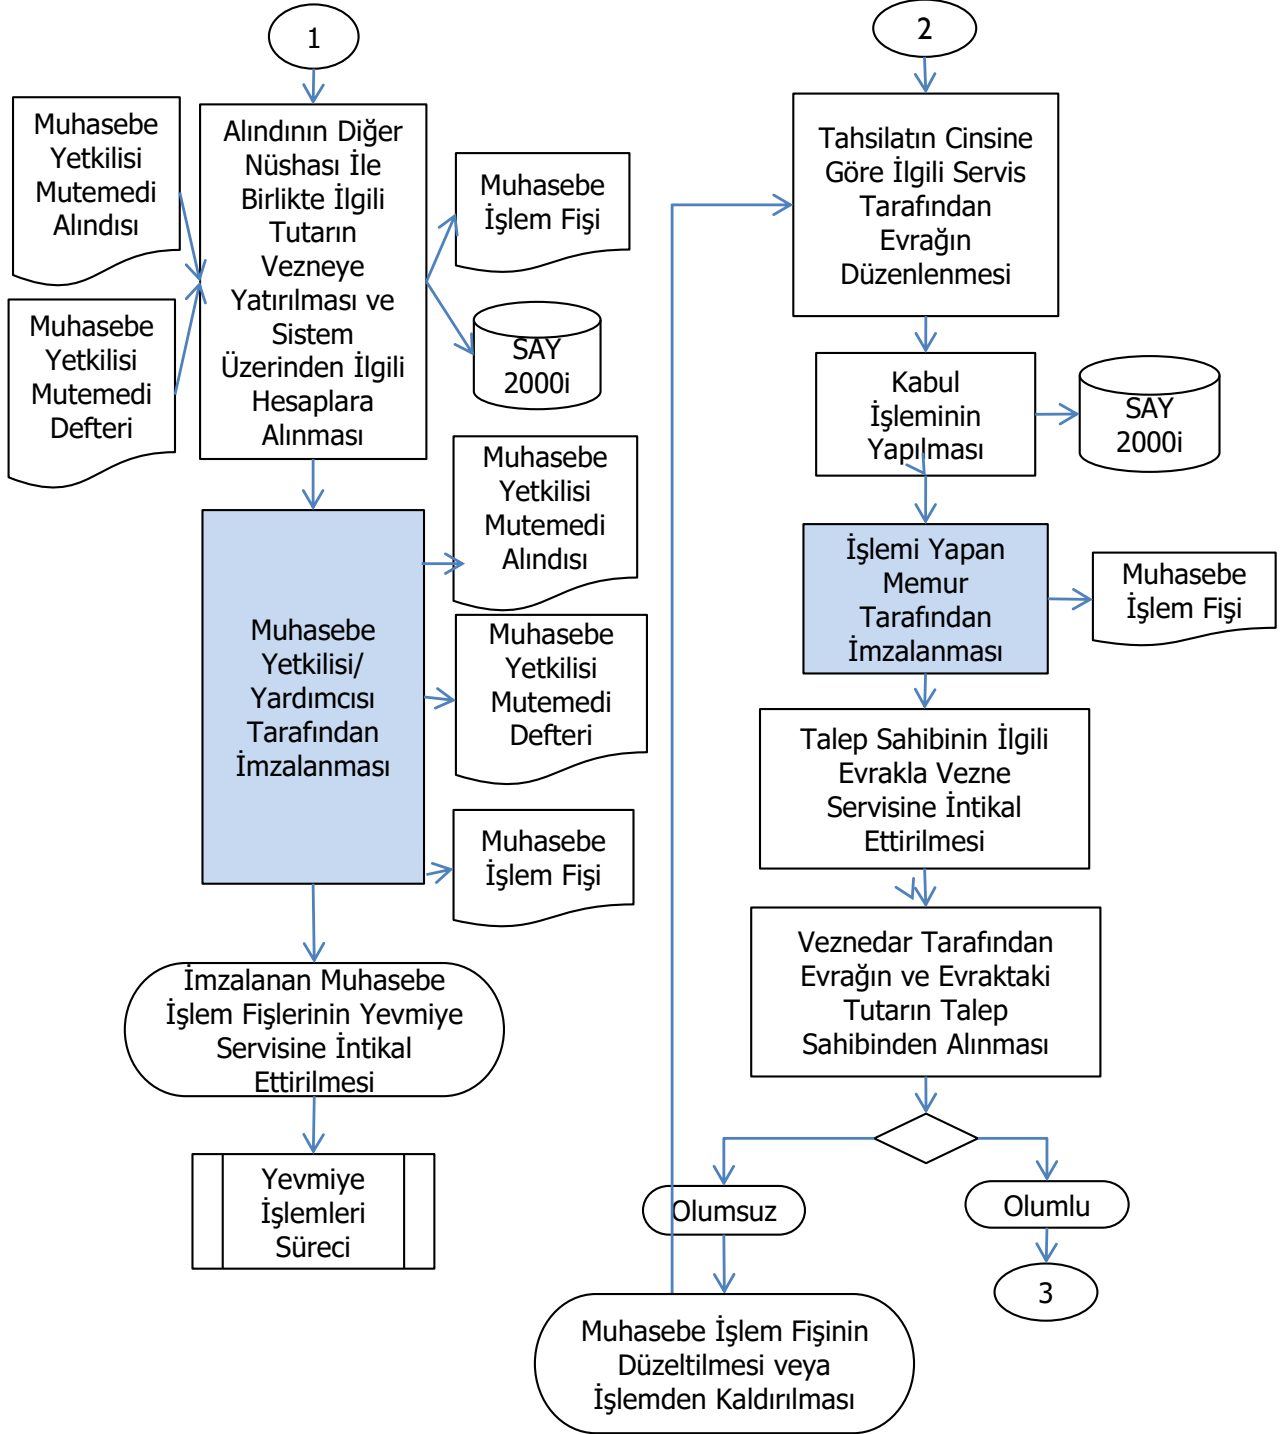 1
Muhasebe
Yetkilisi
Mutemedi
Alındısı
Muhasebe
Yetkilisi
Mutemedi
Defteri
Alındının Diğer
Nüshası İle
Birlikte İlgili
Tutarın
Vezneye
Yatırılması ve
Sistem
Üzerinden İlgili
Hesaplara
Alınması
Muhasebe
İşlem Fişi
SAY
2000i
Muhasebe
Yetkilisi/
Yardımcısı
Tarafından
İmzalanması
Muhasebe
Yetkilisi
Mutemedi
Alındısı
Muhasebe
Yetkilisi
Mutemedi
Defteri
Muhasebe
İşlem Fişi
İmzalanan Muhasebe
İşlem Fişlerinin Yevmiye
Servisine İntikal
Ettirilmesi
Yevmiye
İşlemleri
Süreci
2
Tahsilatın Cinsine
Göre İlgili Servis
Tarafından
Evrağın
Düzenlenmesi
Kabul
İşleminin
Yapılması
SAY
2000i
İşlemi Yapan
Memur
Tarafından
İmzalanması
Muhasebe
İşlem Fişi
Talep Sahibinin İlgili
Evrakla Vezne
Servisine İntikal
Ettirilmesi
Veznedar Tarafından
Evrağın ve Evraktaki
Tutarın Talep
Sahibinden Alınması
Olumsuz
Olumlu
3
Muhasebe İşlem Fişinin
Düzeltilmesi veya
İşlemden Kaldırılması